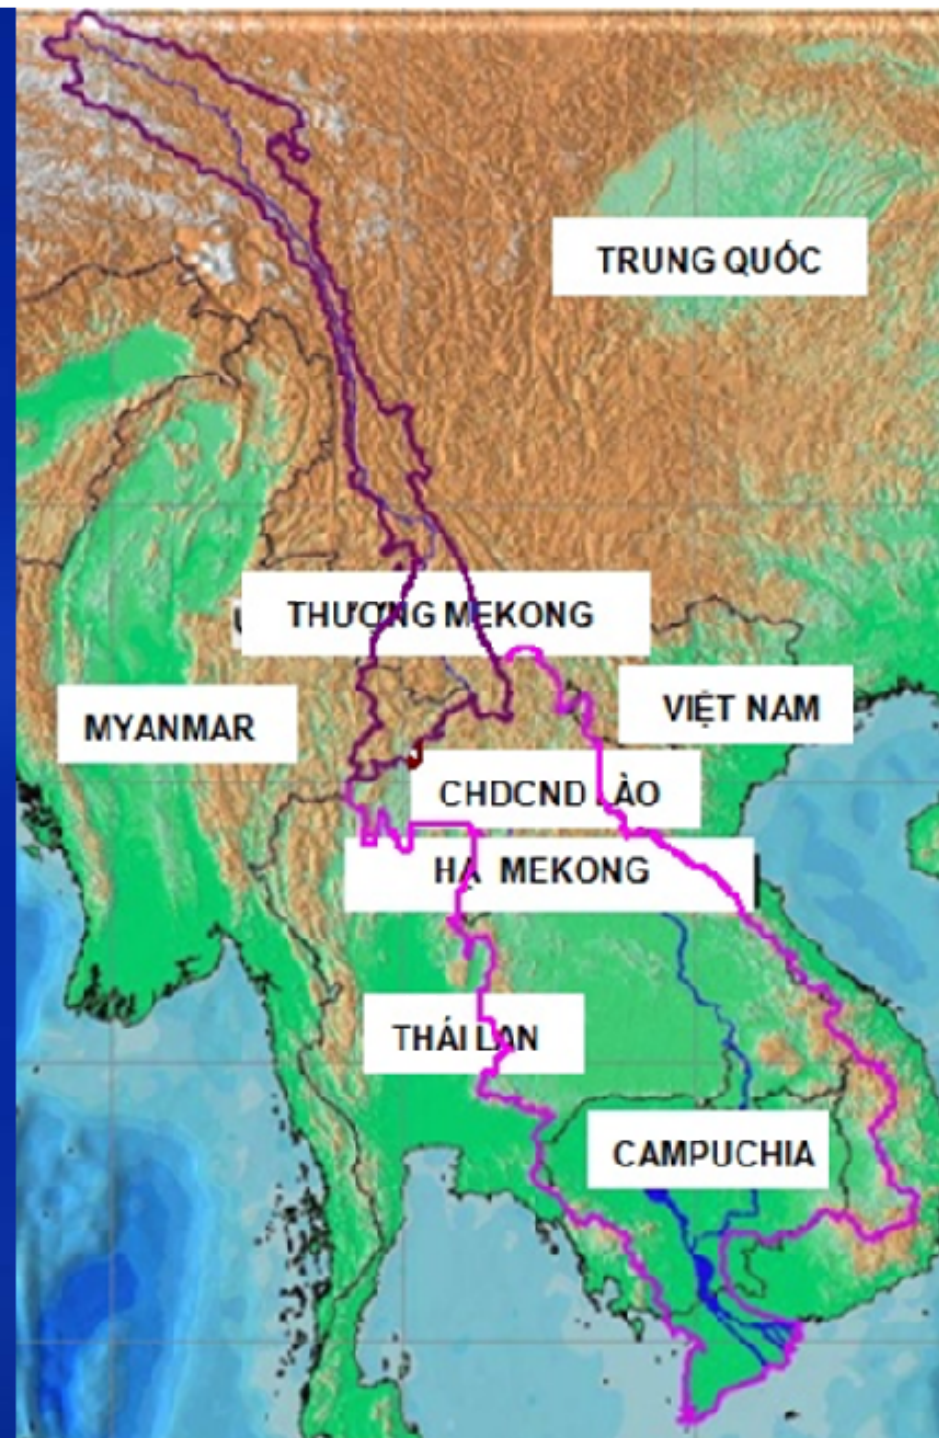 TRUNG QUỐC
THƯỢNG MEKONG
VIỆT NAM
MYANMAR
CHDCND LÀO
HẠ MEKONG
THÁI LAN
CAMPUCHIA